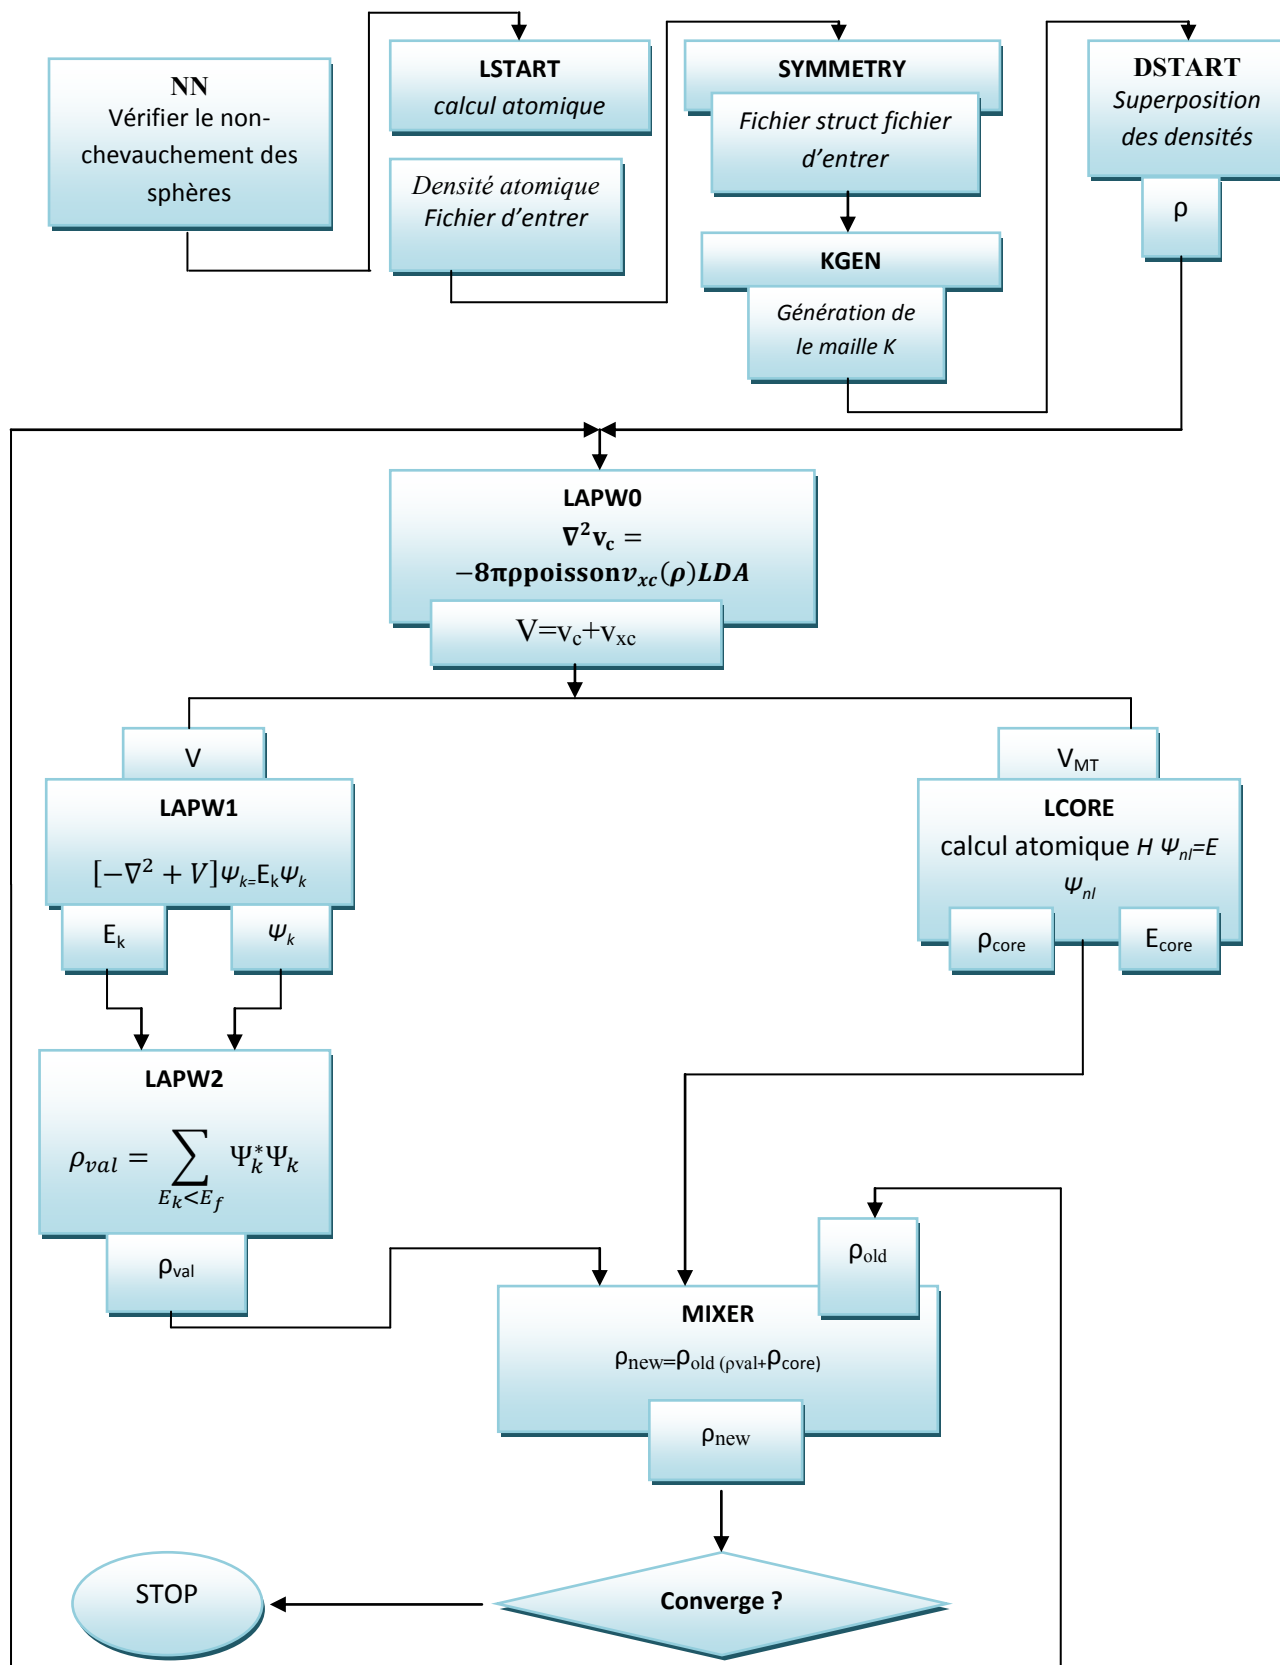 NN
Vérifier le non-
chevauchement des
sphères
LSTART
calcul atomique
Densité atomique
Fichier d’entrer
SYMMETRY
Fichier struct fichier
d’entrer
KGEN
Génération de
le maille K
DSTART
Superposition
des densités
ρ
LAPW0
∇²v_c =
−8πρpoissonv_xc(ρ)LDA
V=v_c+v_xc
V
LAPW1
[−∇² + V]Ψ_k=E_kΨ_k
E_k
Ψ_k
V_MT
LCORE
calcul atomique H Ψ_nl=E
Ψ_nl
ρ_core
E_core
LAPW2
ρ_val = ∑ Ψ*_kΨ_k
E_k<E_f
ρ_val
ρ_old
MIXER
ρ_new=ρ_old (ρval+ρ_core)
ρ_new
Converge ?
STOP